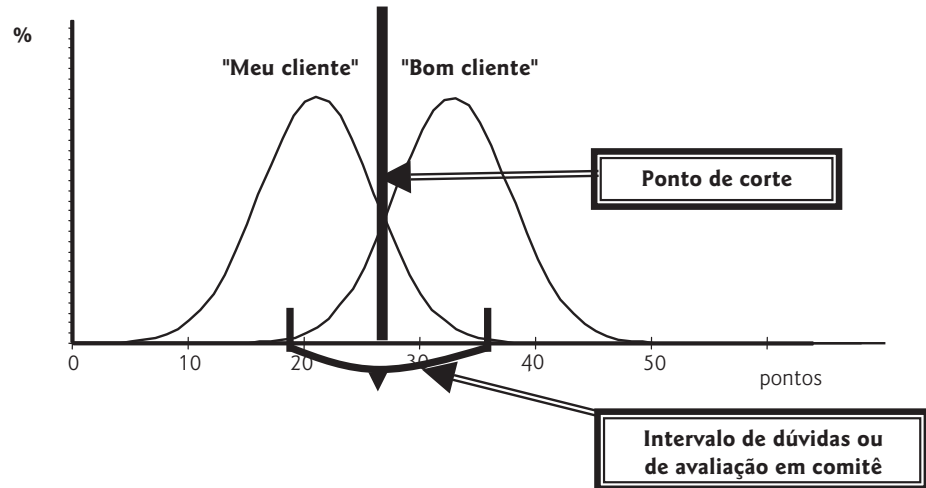 %
"Meu cliente" "Bom cliente"
Ponto de corte
0 10 20 30 40 50
pontos
Intervalo de dúvidas ou
de avaliação em comitê